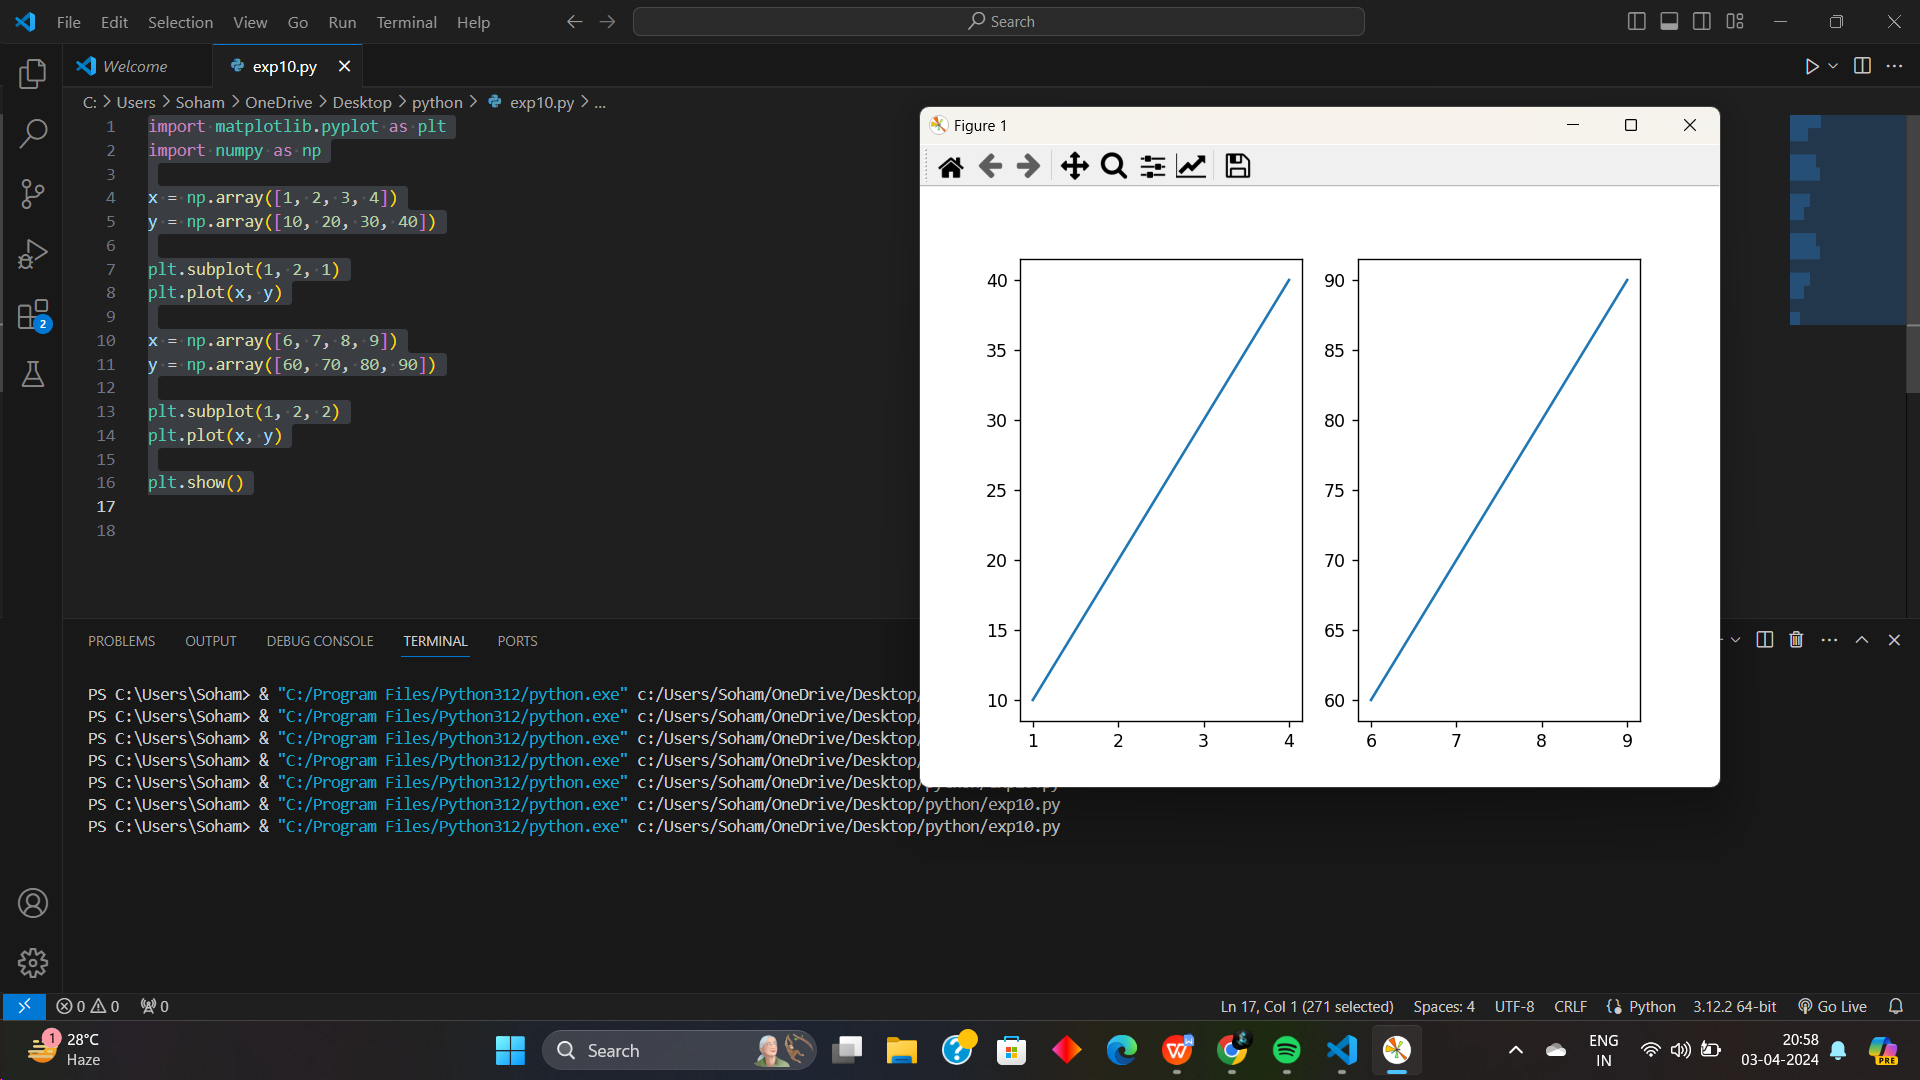 File Edit Selection View Go Run Terminal Help
Search
Welcome
exp10.py
C: > Users > Soham > OneDrive > Desktop > python > exp10.py > ...
1 import matplotlib.pyplot as plt
2 import numpy as np
3
4 x = np.array([1, 2, 3, 4])
5 y = np.array([10, 20, 30, 40])
6
7 plt.subplot(1, 2, 1)
8 plt.plot(x, y)
9
10 x = np.array([6, 7, 8, 9])
11 y = np.array([60, 70, 80, 90])
12
13 plt.subplot(1, 2, 2)
14 plt.plot(x, y)
15
16 plt.show()
17
18
2
Figure 1
40
35
30
25
20
15
10
1 2 3 4
90
85
80
75
70
65
60
6 7 8 9
PROBLEMS OUTPUT DEBUG CONSOLE TERMINAL PORTS
PS C:\Users\Soham> & "C:/Program Files/Python312/python.exe" c:/Users/Soham/OneDrive/Desktop/
PS C:\Users\Soham> & "C:/Program Files/Python312/python.exe" c:/Users/Soham/OneDrive/Desktop/
PS C:\Users\Soham> & "C:/Program Files/Python312/python.exe" c:/Users/Soham/OneDrive/Desktop/
PS C:\Users\Soham> & "C:/Program Files/Python312/python.exe" c:/Users/Soham/OneDrive/Desktop/
PS C:\Users\Soham> & "C:/Program Files/Python312/python.exe" c:/Users/Soham/OneDrive/Desktop/
PS C:\Users\Soham> & "C:/Program Files/Python312/python.exe" c:/Users/Soham/OneDrive/Desktop/python/exp10.py
PS C:\Users\Soham> & "C:/Program Files/Python312/python.exe" c:/Users/Soham/OneDrive/Desktop/python/exp10.py
0 0 0
Ln 17, Col 1 (271 selected) Spaces: 4 UTF-8 CRLF Python 3.12.2 64-bit Go Live
1
28°C
Haze
Search
W
PRE
ENG
IN
20:58
03-04-2024